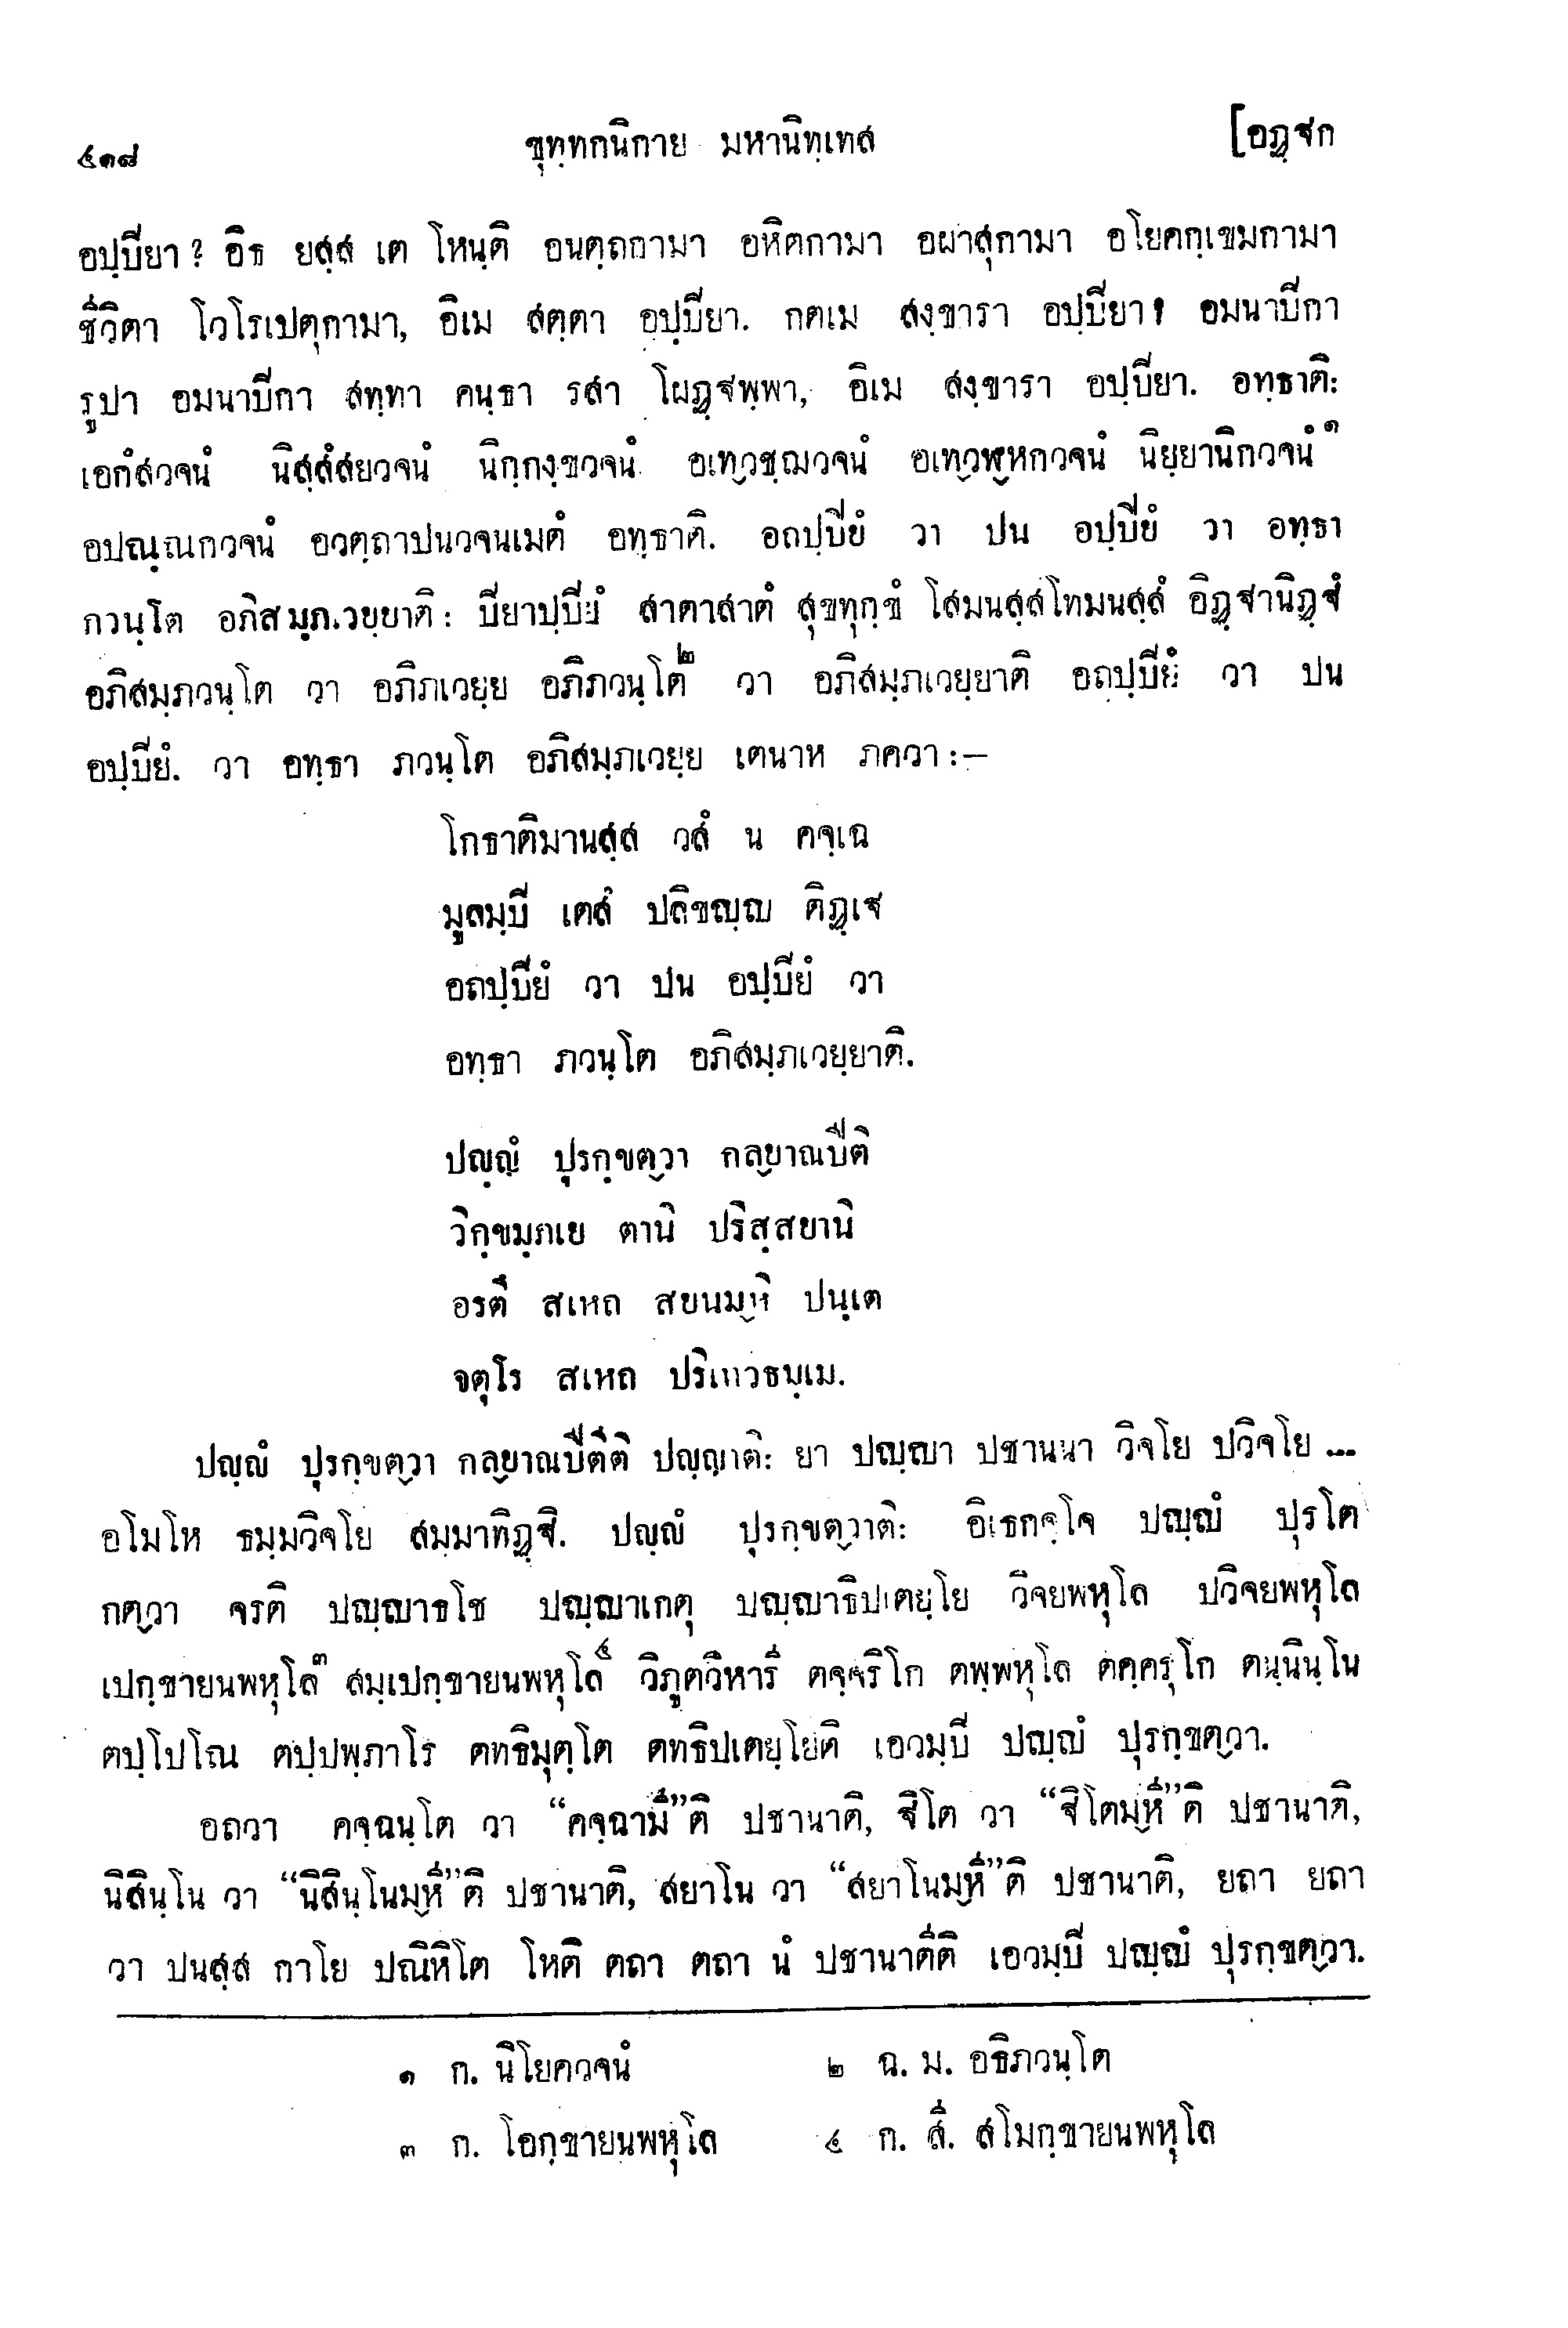 ๔๓๘ ขุทฺทกนิกาย มหานิทฺเทส [อฏฺฐก
อปฺปิยา ? อิธ ยสฺส เต โหนฺติ อนตฺถกามา อหิตกามา อผาสุกามา อโยคกฺเขมกามา
ชีวิตา โวโรเปตุกามา, อิเม สตฺตา อปฺปิยา. กตเม สงฺขารา อปฺปิยา ? อมนาปิกา
รูปา อมนาปิกา สทฺทา คนฺธา รสา โผฏฺฐพฺพา, อิเม สงฺขารา อปฺปิยา. อทฺธาติ:
เอกํสวจนํ นิสฺสํสยวจนํ นิกฺกงฺขวจนํ อเทฺวชฺฌวจนํ อเทฺวฬฺหกวจนํ นิยฺยานิกวจนํ๑
อปณฺณกวจนํ อวตฺถาปนวจนเมตํ อทฺธาติ. อถปฺปิยํ วา ปน อปฺปิยํ วา อทฺธา
ภวนฺโต อภิสมฺภเวยฺยาติ: ปิยาปฺปิยํ สาตาสาตํ สุขทุกฺขํ โสมนสฺสโทมนสฺสํ อิฏฺฐานิฏฺฐํ
อภิสมฺภวนฺโต วา อภิภเวยฺย อภิภวนฺโต๒ วา อภิสมฺภเวยฺยาติ อถปฺปิยํ วา ปน
อปฺปิยํ. วา อทฺธา ภวนฺโต อภิสมฺภเวยฺย เตนาห ภควา :—
โกธาติมานสฺส วสํ น คจฺเฉ
มูลมฺปิ เตสํ ปลิขญฺญ ติฏฺเฐ
อถปฺปิยํ วา ปน อปฺปิยํ วา
อทฺธา ภวนฺโต อภิสมฺภเวยฺยาติ.
ปญฺญํ ปุรกฺขตฺวา กลฺยาณปีติ
วิกฺขมฺภเย ตานิ ปริสฺสยานิ
อรตึ สเหถ สยนมฺหิ ปนฺเต
จตุโร สเหถ ปริเทวธมฺเม.
ปญฺญํ ปุรกฺขตฺวา กลฺยาณปีตีติ ปญฺญาติ: ยา ปญฺญา ปชานนา วิจโย ปวิจโย ...
อโมโห ธมฺมวิจโย สมฺมาทิฏฺฐิ. ปญฺญํ ปุรกฺขตฺวาติ: อิเธกจฺโจ ปญฺญํ ปุรโต
กตฺวา จรติ ปญฺญาธโช ปญฺญาเกตุ ปญฺญาธิปเตยฺโย วิจยพหุโล ปวิจยพหุโล
เปกฺขายนพหุโล๓ สมฺเปกฺขายนพหุโล๔ วิภูตวิหารี ตจฺจริโก ตพฺพหุโล ตคฺครุโก ตนฺนินฺโน
ตปฺโปโณ ตปฺปพฺภาโร ตทธิมุตฺโต ตทธิปเตยฺโยติ เอวมฺปิ ปญฺญํ ปุรกฺขตฺวา.
อถวา คจฺฉนฺโต วา “คจฺฉามี”ติ ปชานาติ, ฐิโต วา “ฐิโตมฺหี”ติ ปชานาติ,
นิสินฺโน วา “นิสินฺโนมฺหี”ติ ปชานาติ, สยาโน วา “สยาโนมฺหี”ติ ปชานาติ, ยถา ยถา
วา ปนสฺส กาโย ปณิหิโต โหติ ตถา ตถา นํ ปชานาตีติ เอวมฺปิ ปญฺญํ ปุรกฺขตฺวา.
๑ ก. นิโยควจนํ ๒ ฉ. ม. อธิภวนฺโต
๓ ก. โอกฺขายนพหุโล ๔ ก. สี. สโมกฺขายนพหุโล